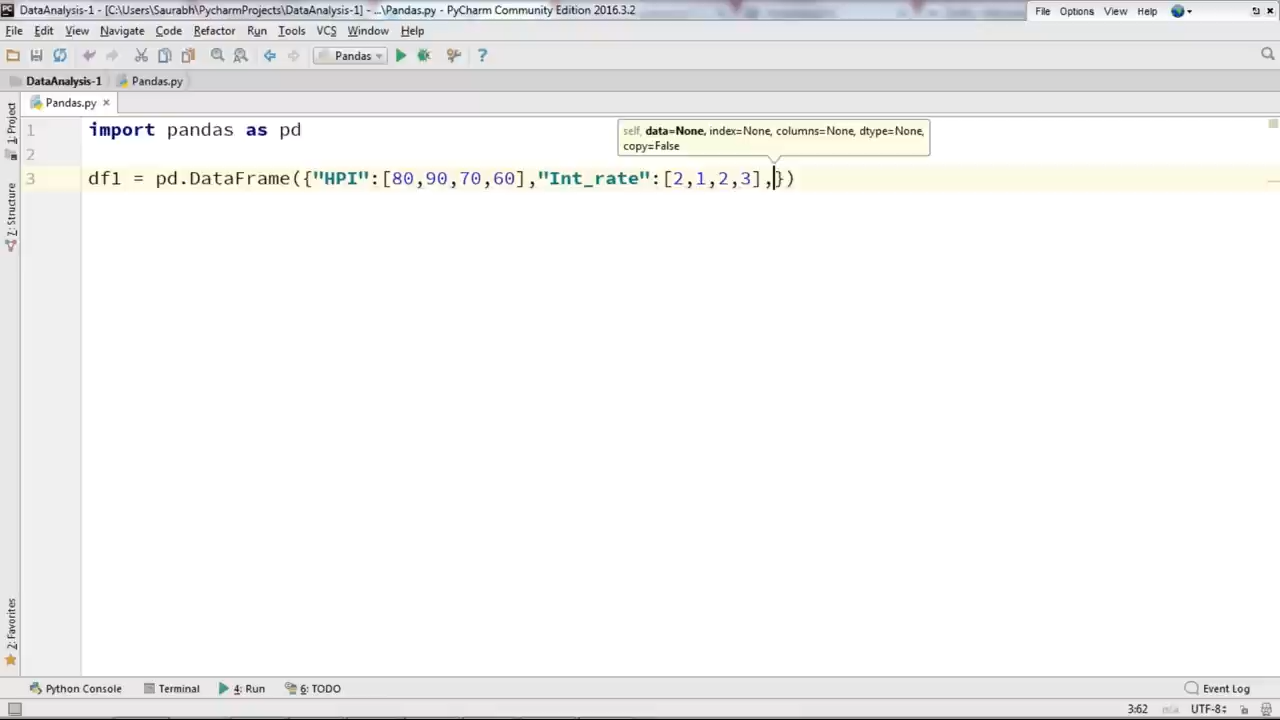 DataAnalysis-1 - [C:\Users\Saurabh\PycharmProjects\DataAnalysis-1] - ...\Pandas.py - PyCharm Community Edition 2016.3.2
File Options View Help
File Edit View Navigate Code Refactor Run Tools VCS Window Help
Pandas
DataAnalysis-1 Pandas.py
Pandas.py
1: Project
Z: Structure
2: Favorites
self, data=None, index=None, columns=None, dtype=None,
copy=False
1 import pandas as pd
2
3 df1 = pd.DataFrame({"HPI":[80,90,70,60],"Int_rate":[2,1,2,3],})
Python Console Terminal 4: Run 6: TODO Event Log
3:62 n/a UTF-8